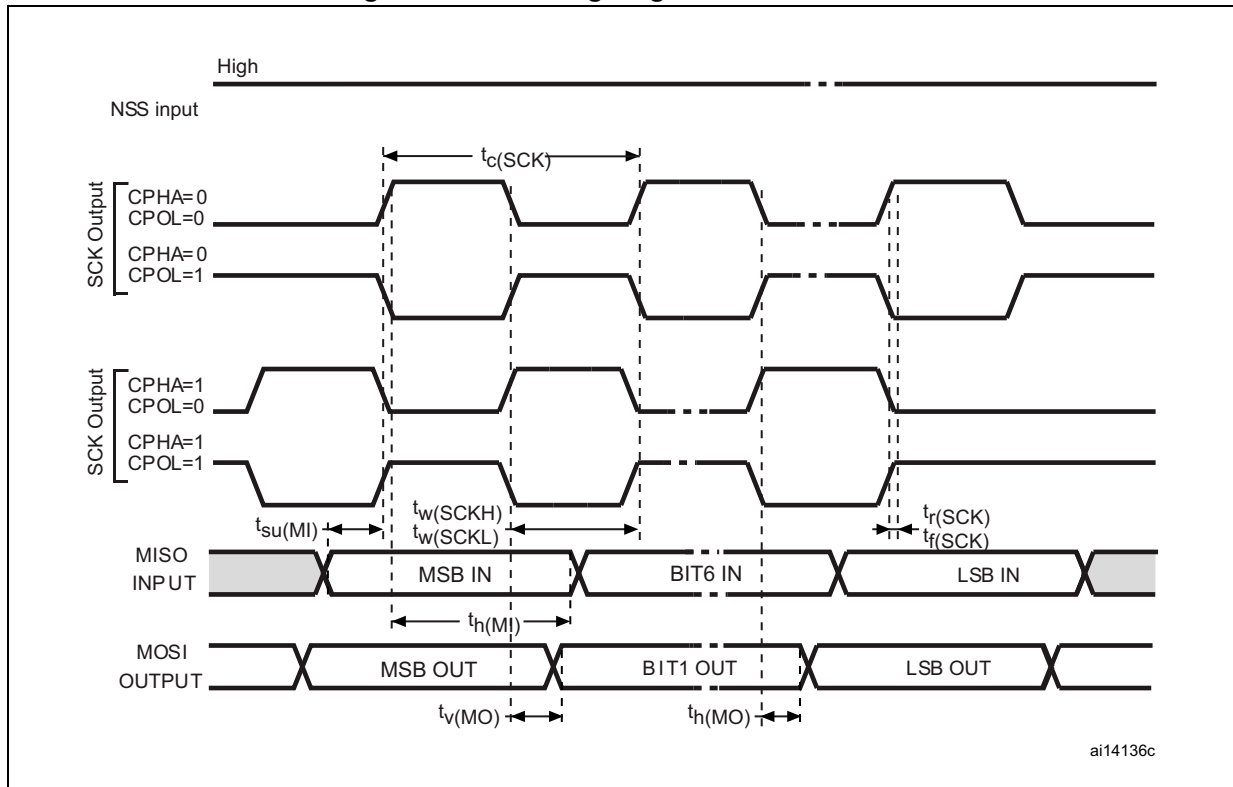 High
NSS input
tc(SCK)
SCK Output
CPHA=0
CPOL=0
CPHA=0
CPOL=1
SCK Output
CPHA=1
CPOL=0
CPHA=1
CPOL=1
tsu(MI)
tw(SCKH)
tw(SCKL)
tr(SCK)
tf(SCK)
MISO
INPUT
MSB IN
BIT6 IN
LSB IN
th(MI)
MOSI
OUTPUT
MSB OUT
BIT1 OUT
LSB OUT
tv(MO)
th(MO)
ai14136c